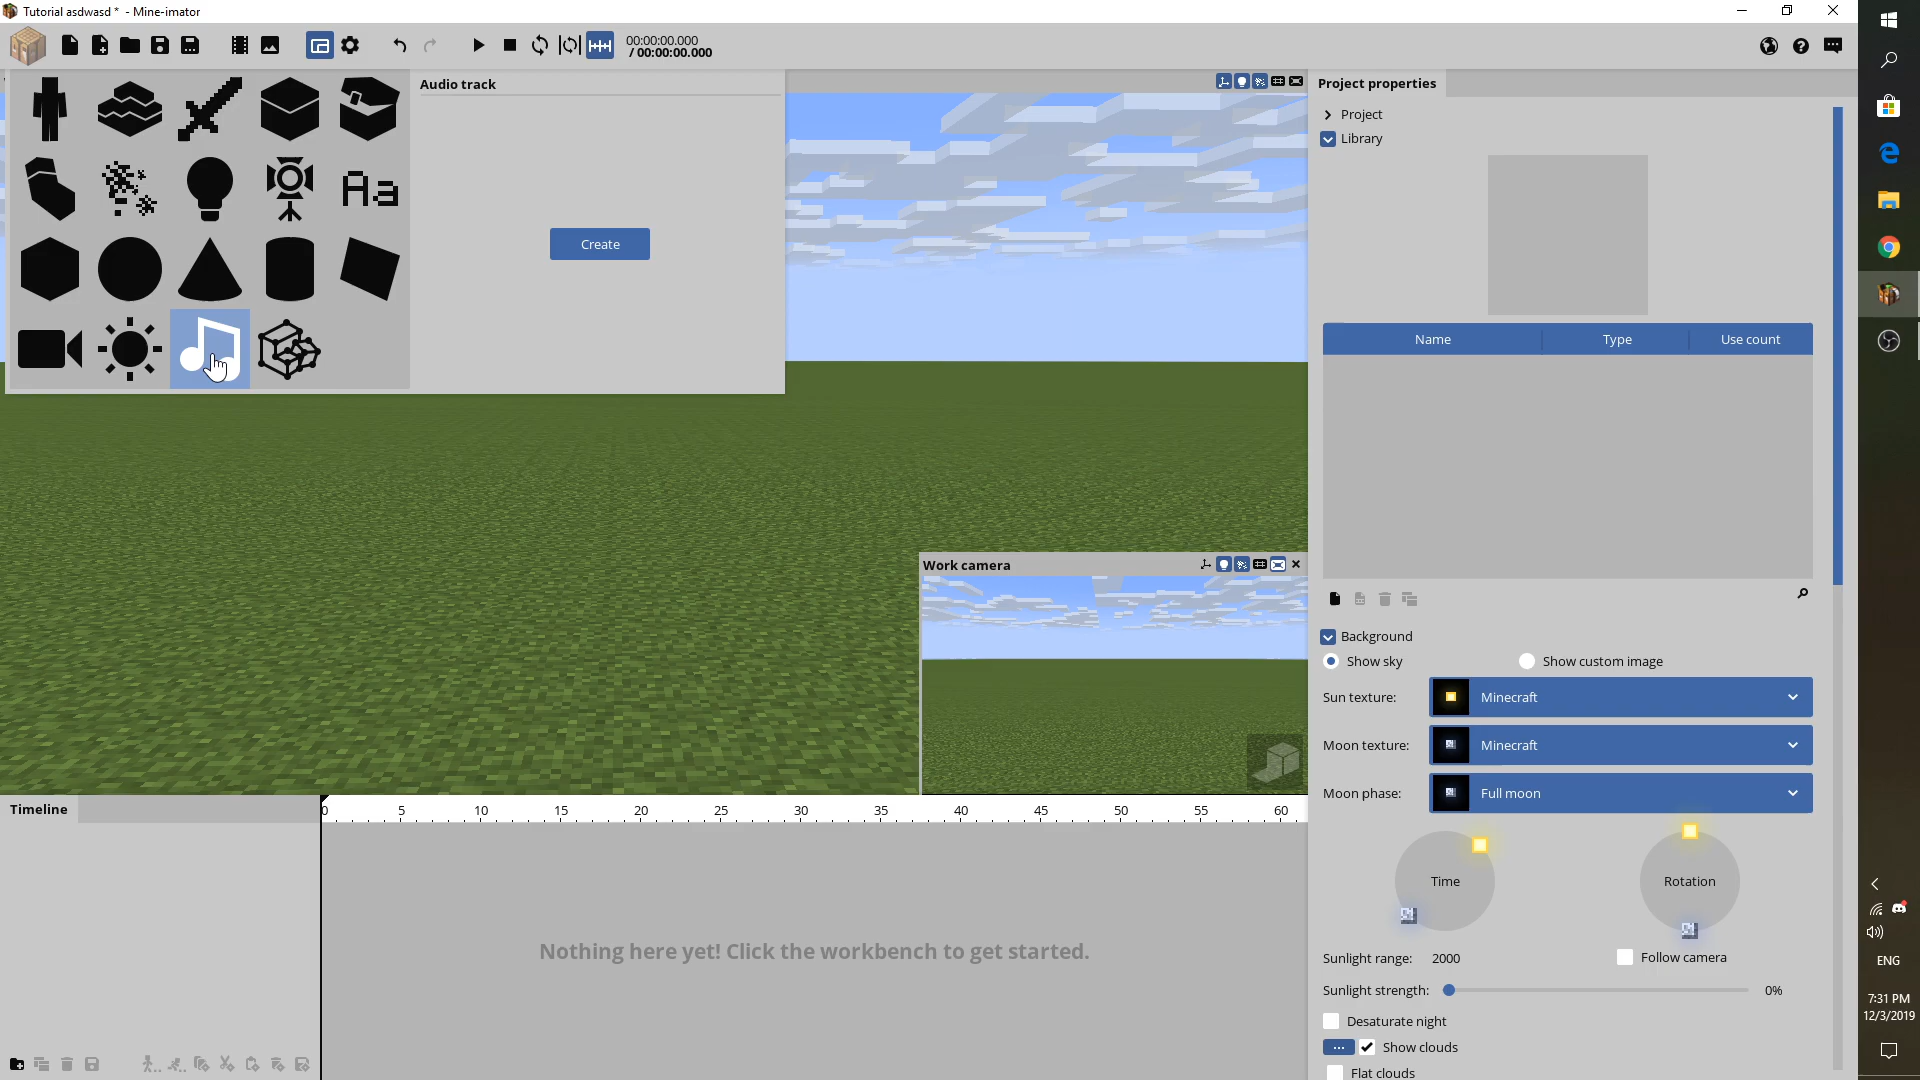 Tutorial asdwasd * - Mine-imator
00:00:00.000
/ 00:00:00.000
Audio track
Create
Project properties
Project
Library
Name Type Use count
Work camera
Background
Show sky Show custom image
Sun texture: Minecraft
Moon texture: Minecraft
Moon phase: Full moon
Time Rotation
Sunlight range: 2000 Follow camera
Sunlight strength: 0%
Desaturate night
Show clouds
Flat clouds
Timeline
0 5 10 15 20 25 30 35 40 45 50 55 60
Nothing here yet! Click the workbench to get started.
ENG
7:31 PM
12/3/2019